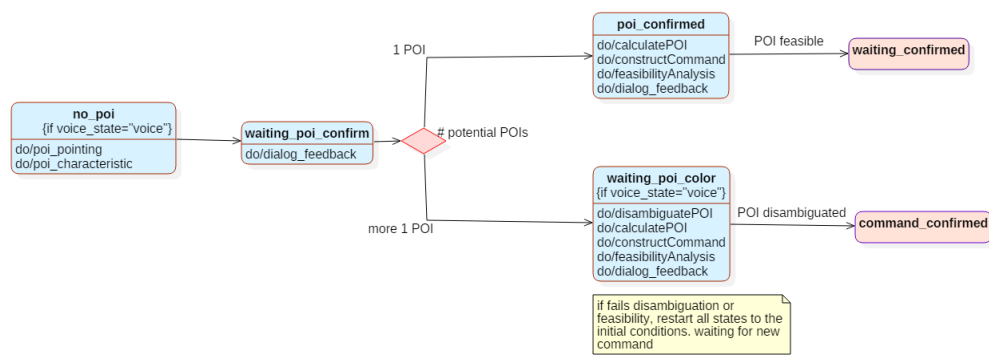 no_poi
{if voice_state="voice"}
do/poi_pointing
do/poi_characteristic
waiting_poi_confirm
do/dialog_feedback
# potential POIs
1 POI
more 1 POI
poi_confirmed
do/calculatePOI
do/constructCommand
do/feasibilityAnalysis
do/dialog_feedback
POI feasible
waiting_confirmed
waiting_poi_color
{if voice_state="voice"}
do/disambiguatePOI
do/calculatePOI
do/constructCommand
do/feasibilityAnalysis
do/dialog_feedback
POI disambiguated
command_confirmed
if fails disambiguation or
feasibility, restart all states to the
initial conditions. waiting for new
command